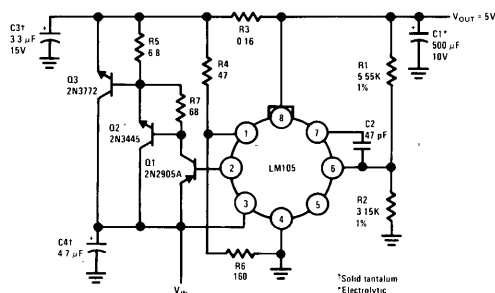 C3†
3.3 μF
15V
R5
6.8
R3
0.16
R4
47
VOUT = 5V
C1*
500 μF
10V
R1
5.55K
1%
Q3
2N3772
R7
68
Q2
2N3445
Q1
2N2905A
C2
47 pF
1
8
7
2
LM105
6
3
4
5
R2
3.15K
1%
C4†
4.7 μF
R6
160
VIN
†Solid tantalum
*Electrolytic